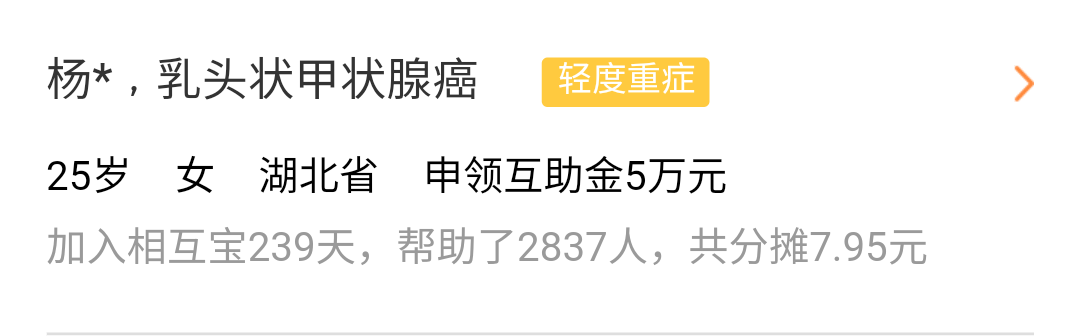 杨*，乳头状甲状腺癌 轻度重症
25岁 女 湖北省 申领互助金5万元
加入相互宝239天，帮助了2837人，共分摊7.95元